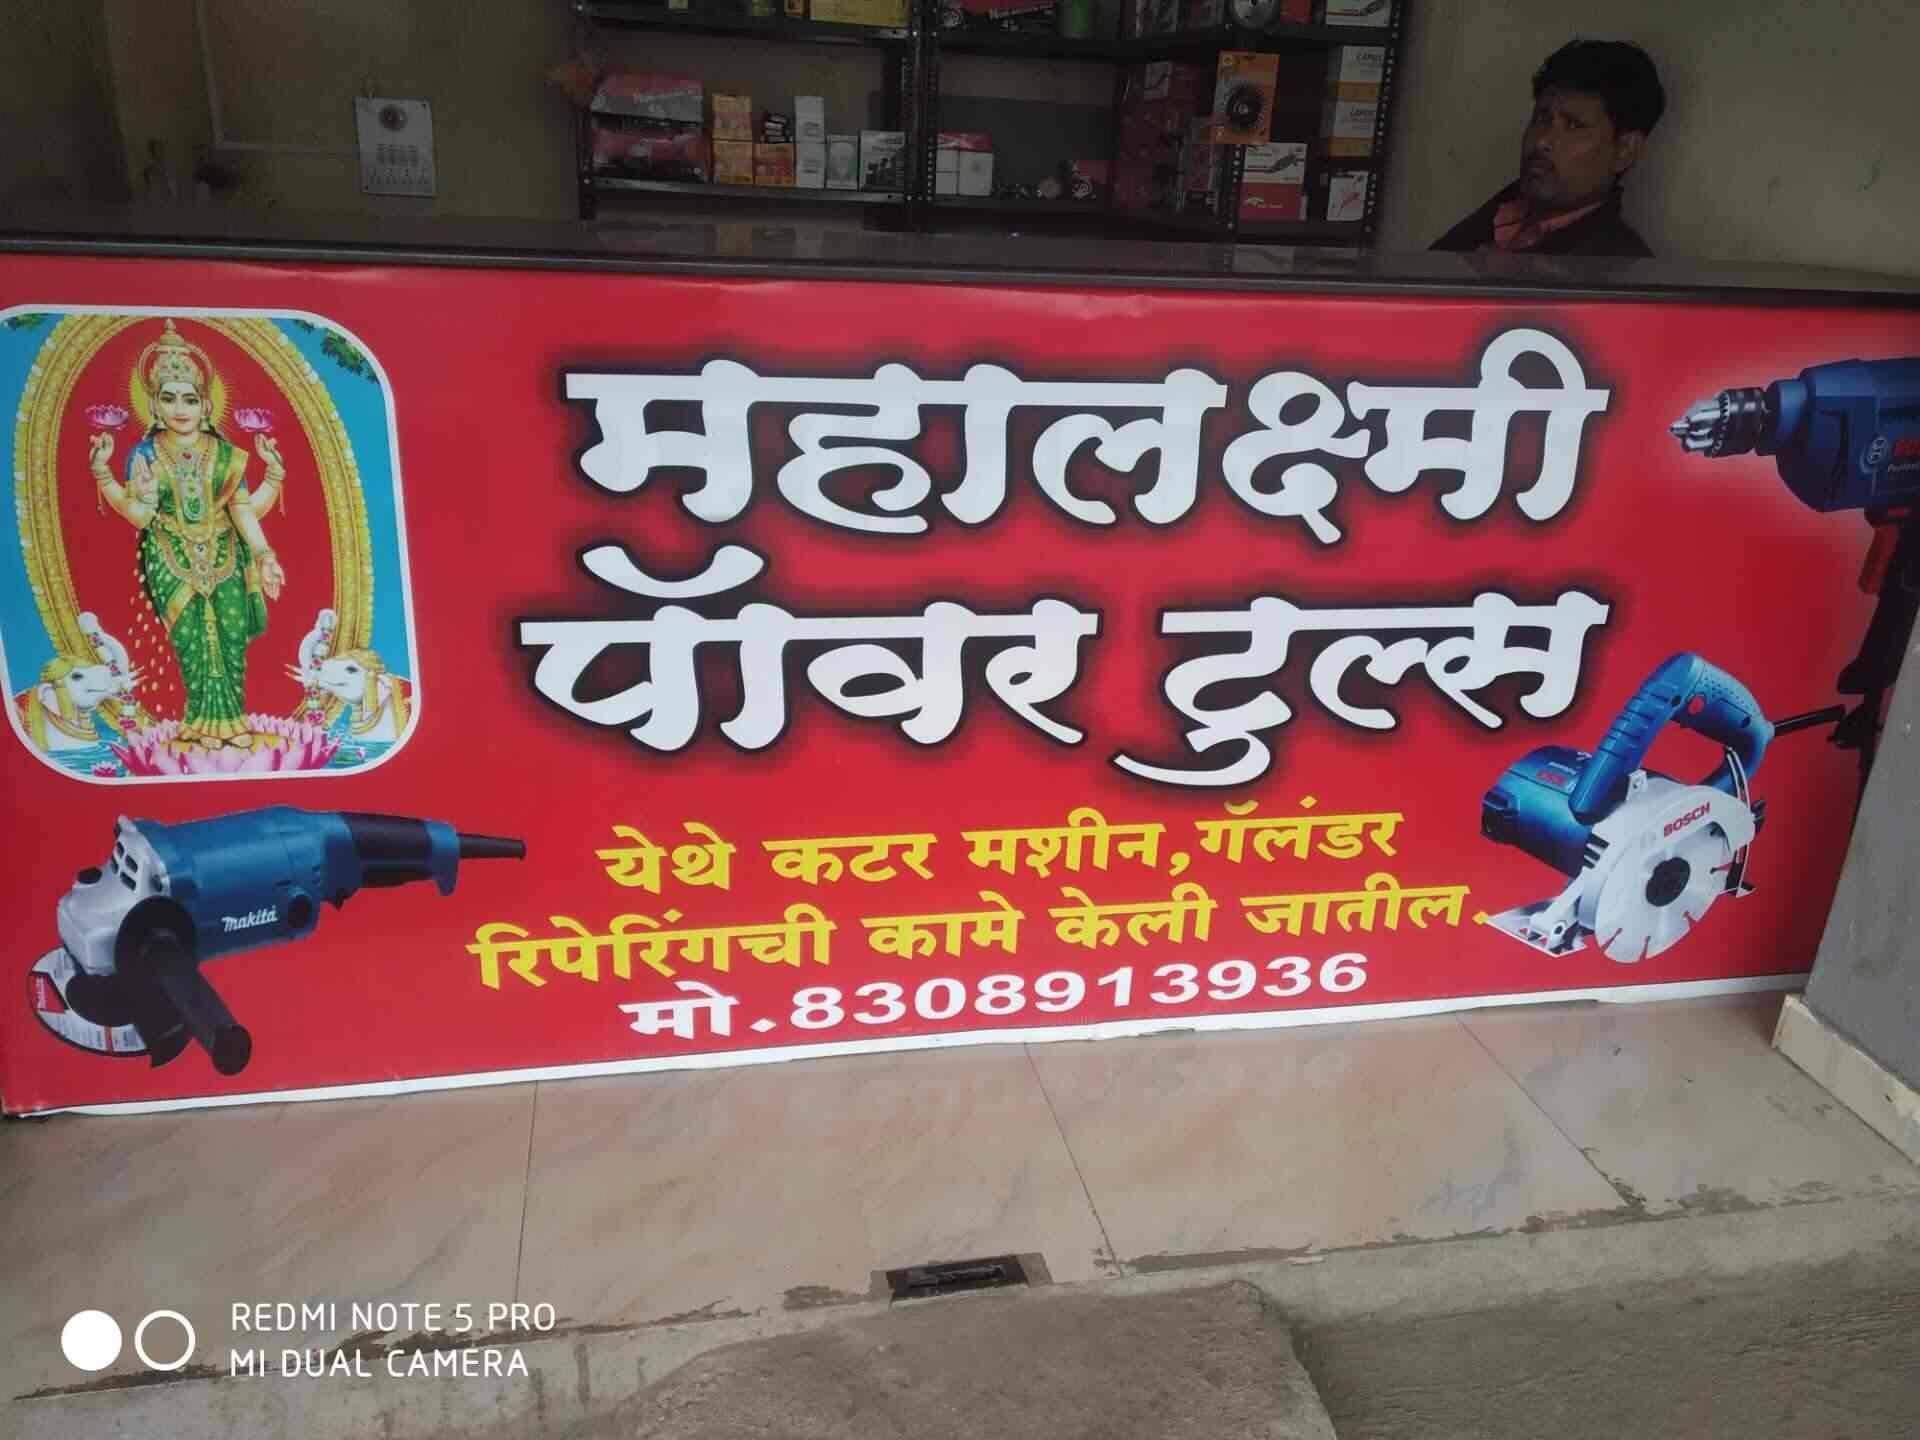 महालक्ष्मी
पॉवर टुल्स
येथे कटर मशीन,गॅलंडर
रिपेरिंगची कामे केली जातील.
मो.8308913936
makita
BOSCH
REDMI NOTE 5 PRO
MI DUAL CAMERA